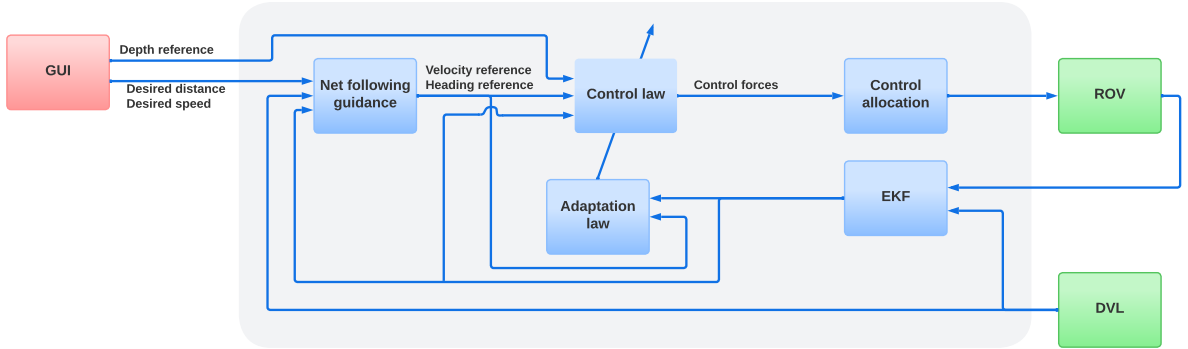 GUI
Depth reference
Desired distance
Desired speed
Net following
guidance
Velocity reference
Heading reference
Control law
Control forces
Control
allocation
ROV
Adaptation
law
EKF
DVL